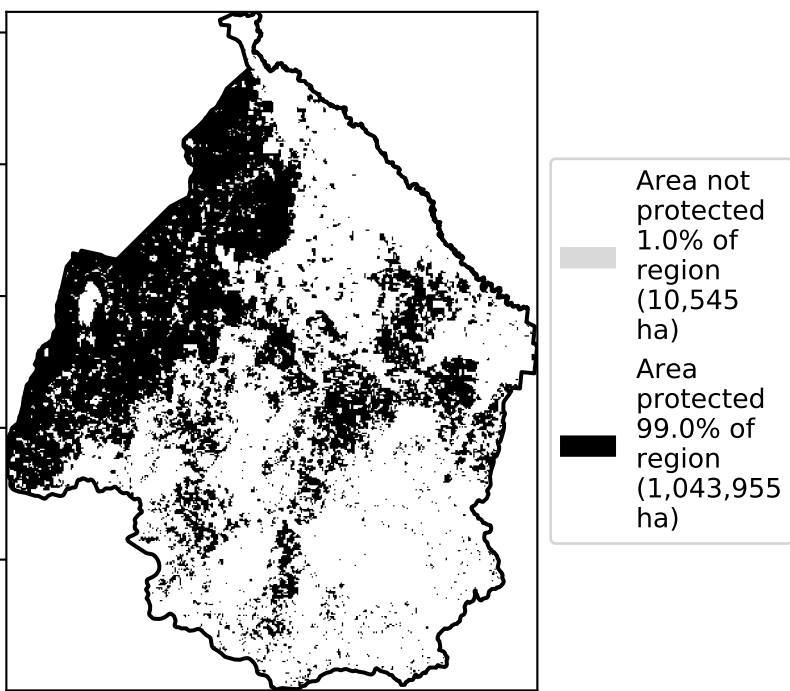 Area not
protected
1.0% of
region
(10,545
ha)
Area
protected
99.0% of
region
(1,043,955
ha)